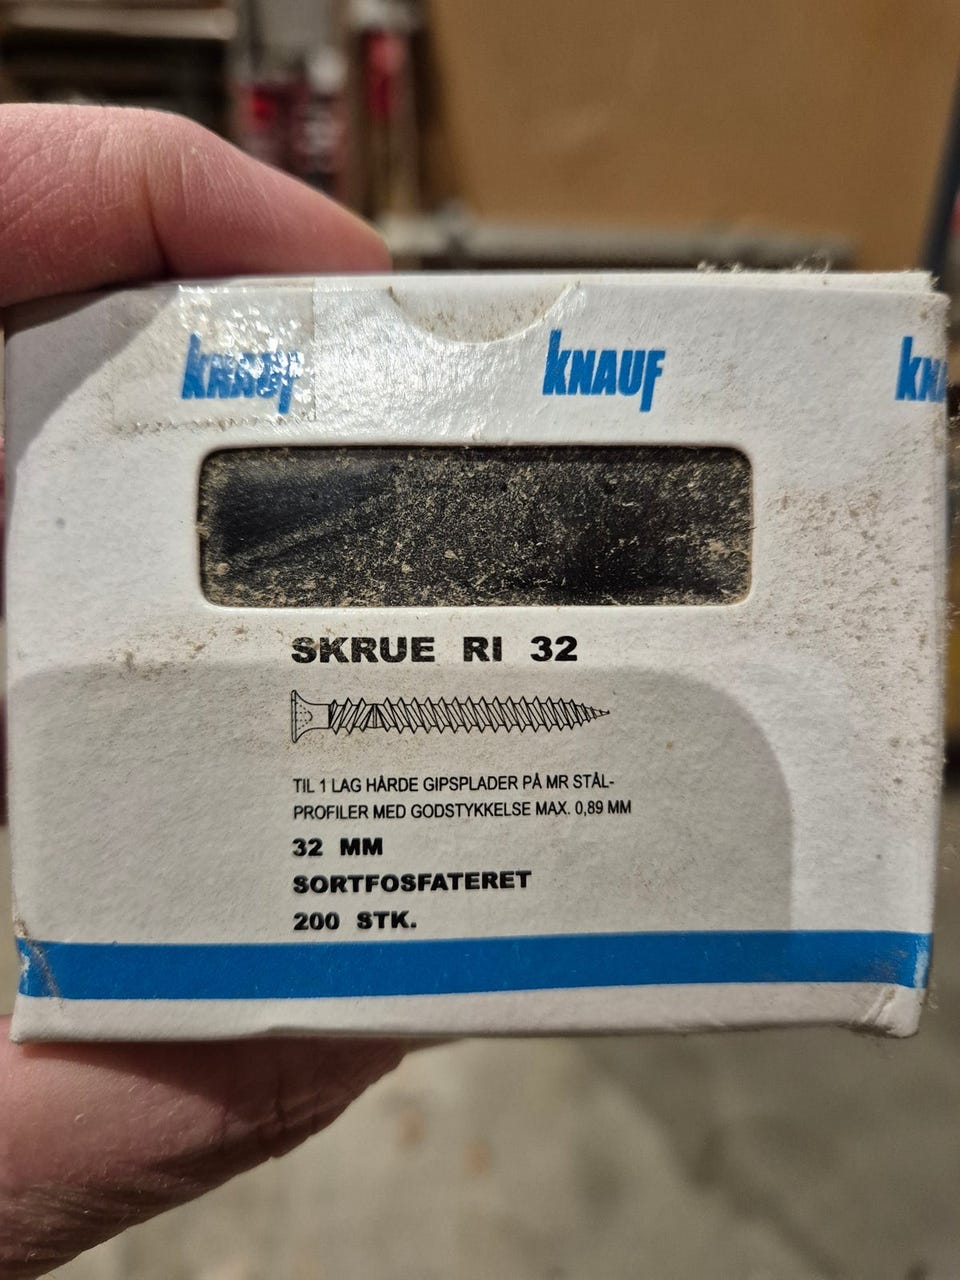 KNAUF KNAUF KN
SKRUE RI 32
TIL 1 LAG HÅRDE GIPSPLADER PÅ MR STÅL-
PROFILER MED GODSTYKKELSE MAX. 0,89 MM
32 MM
SORTFOSFATERET
200 STK.